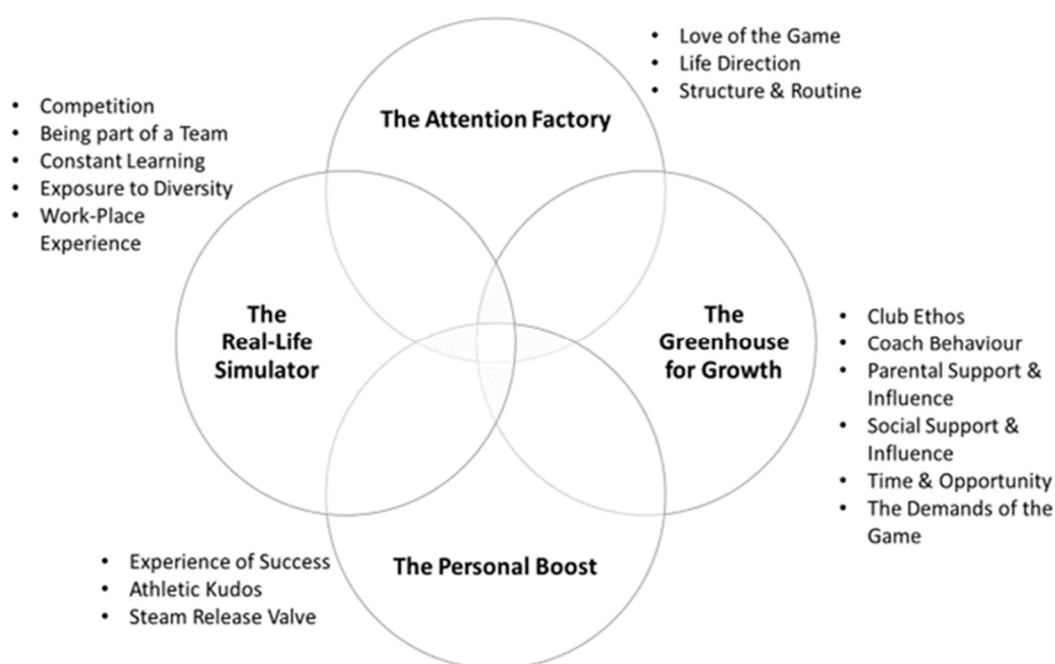 • Love of the Game
• Life Direction
• Structure & Routine
The Attention Factory
• Competition
• Being part of a Team
• Constant Learning
• Exposure to Diversity
• Work-Place
Experience
The
Real-Life
Simulator
The
Greenhouse
for Growth
• Club Ethos
• Coach Behaviour
• Parental Support &
Influence
• Social Support &
Influence
• Time & Opportunity
• The Demands of the
Game
• Experience of Success
• Athletic Kudos
• Steam Release Valve
The Personal Boost